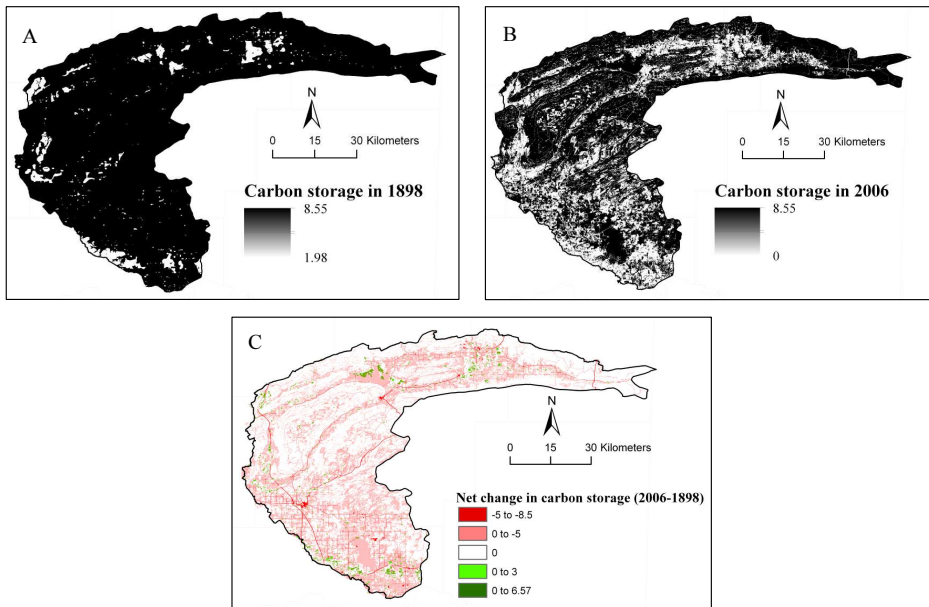 A
N
0 15 30 Kilometers
Carbon storage in 1898
8.55
1.98
B
N
0 15 30 Kilometers
Carbon storage in 2006
8.55
0
C
N
0 15 30 Kilometers
Net change in carbon storage (2006-1898)
-5 to -8.5
0 to -5
0
0 to 3
0 to 6.57